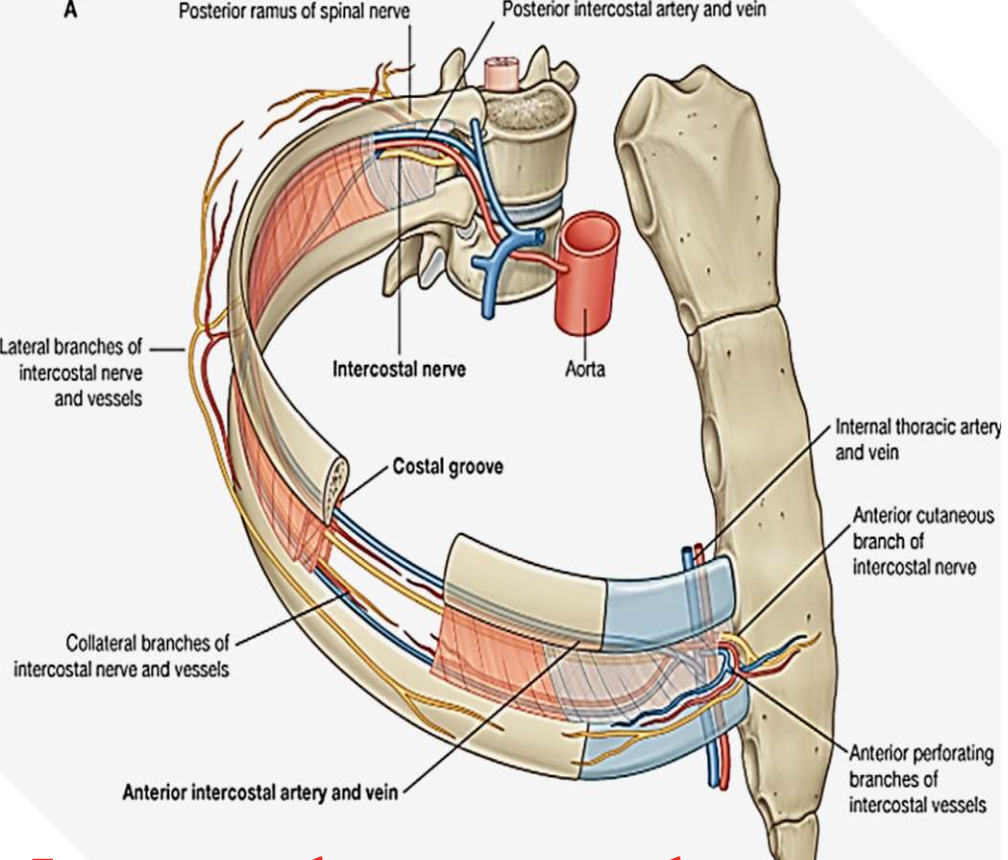 A
Posterior ramus of spinal nerve
Posterior intercostal artery and vein
Lateral branches of
intercostal nerve
and vessels
Intercostal nerve
Aorta
Internal thoracic artery
and vein
Costal groove
Anterior cutaneous
branch of
intercostal nerve
Collateral branches of
intercostal nerve and vessels
Anterior perforating
branches of
intercostal vessels
Anterior intercostal artery and vein